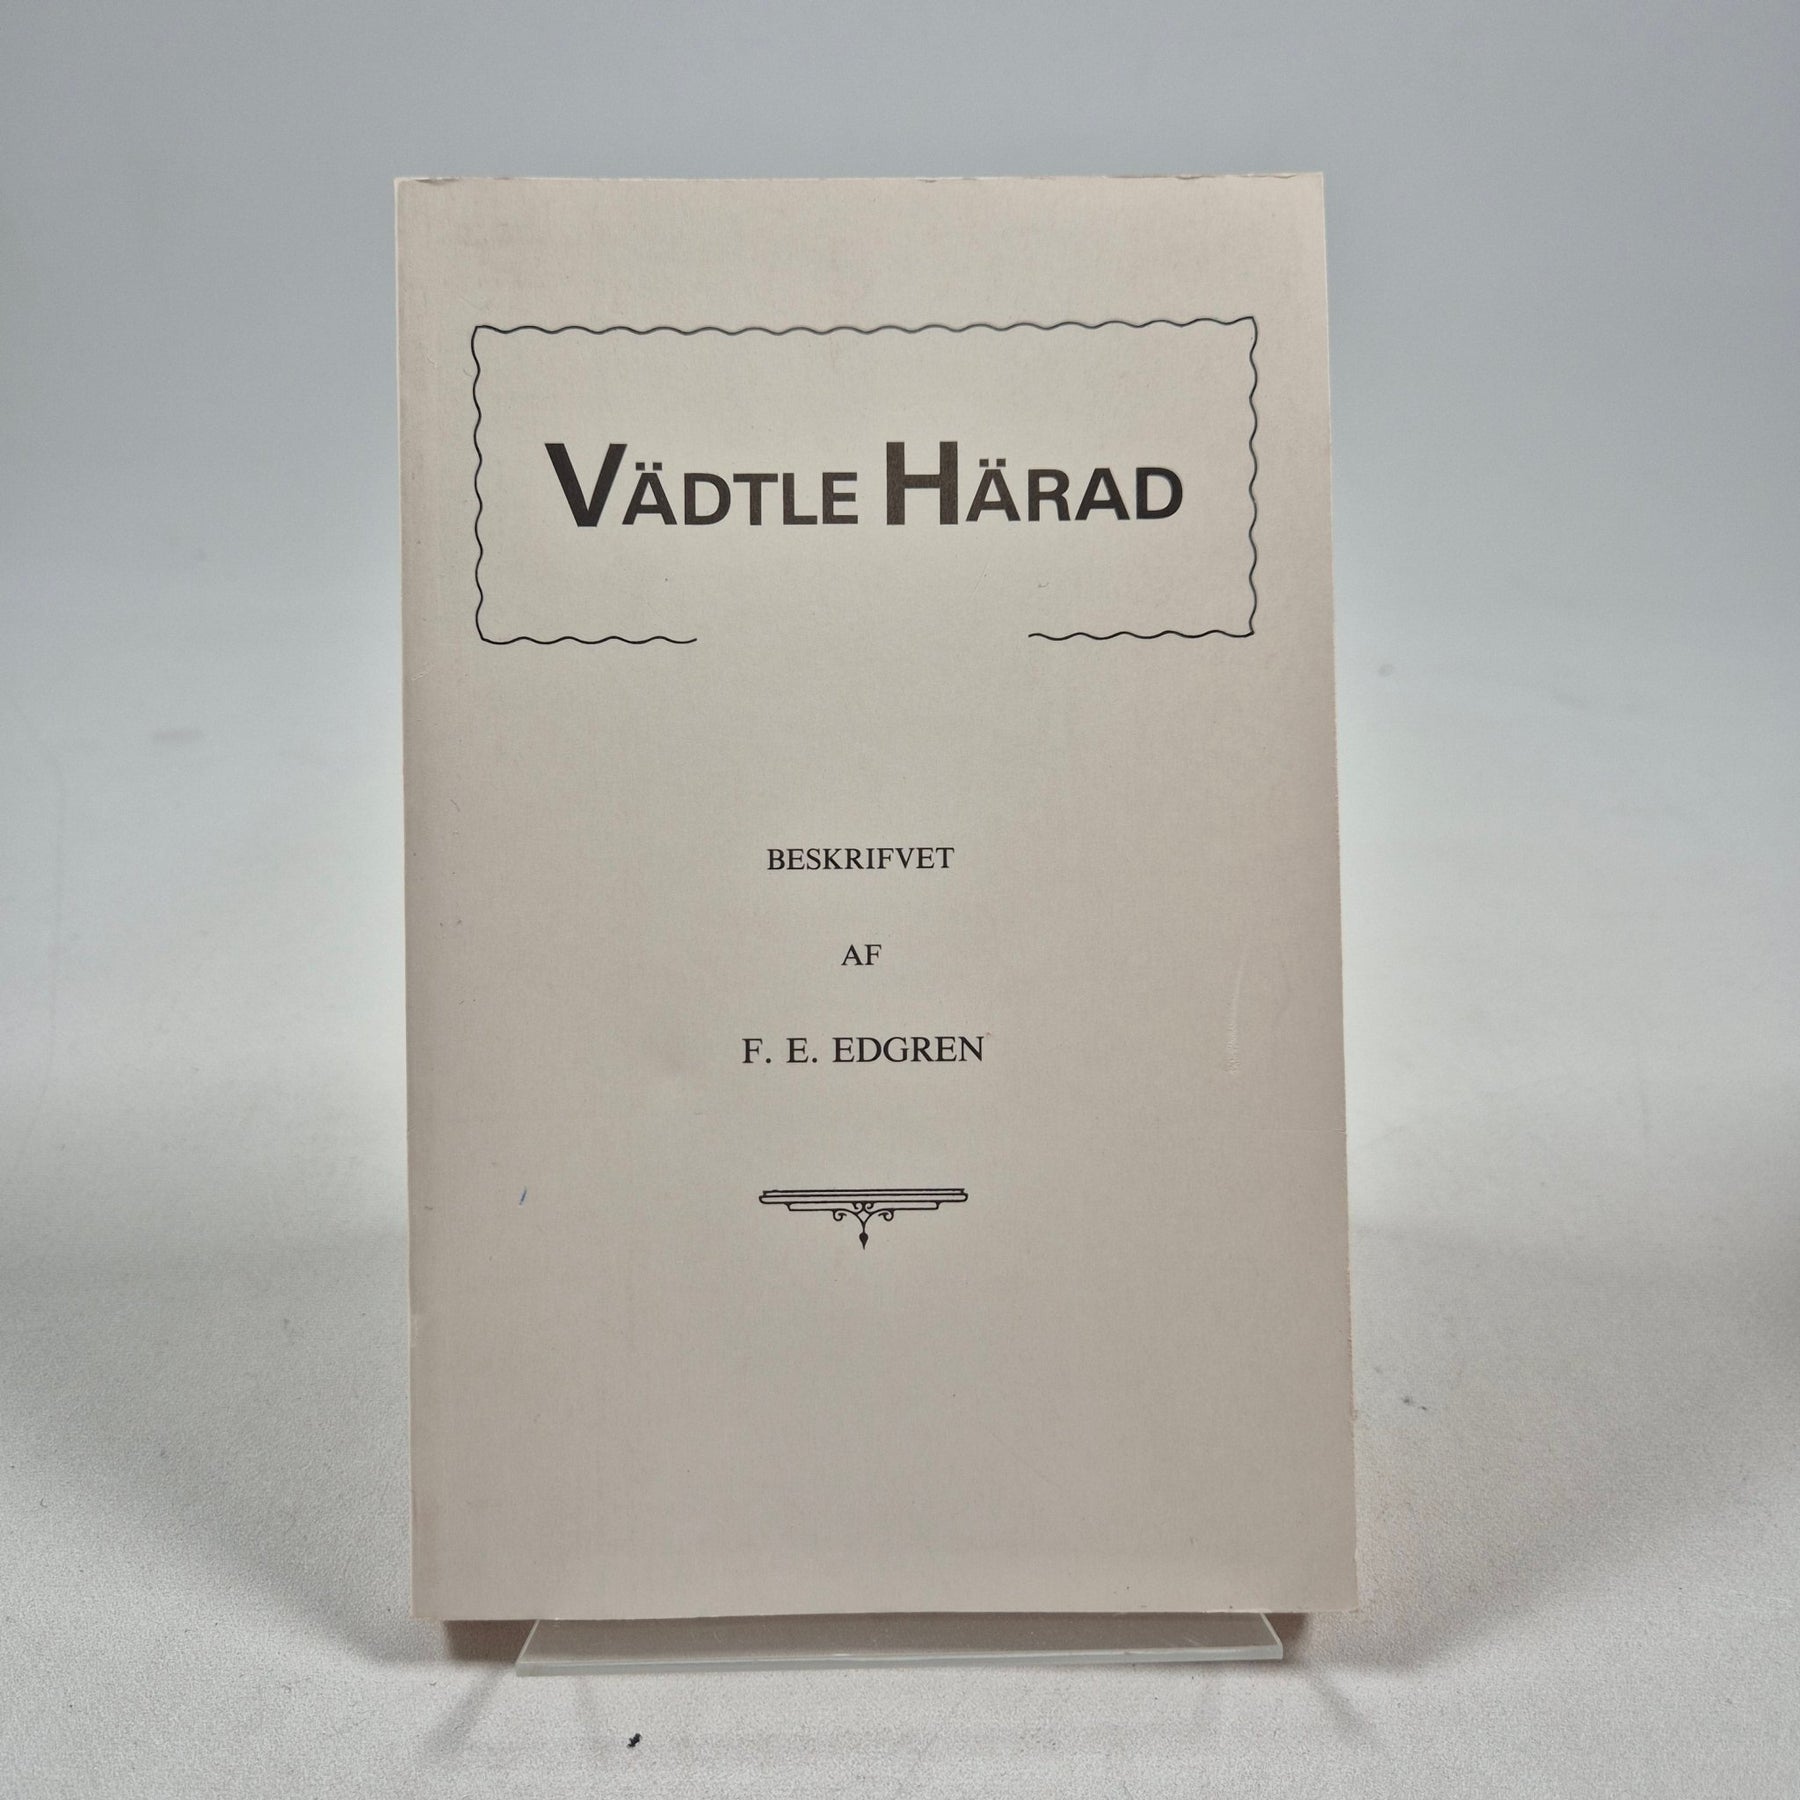 VÄDTLE HÄRAD
BESKRIFVET
AF
F. E. EDGREN